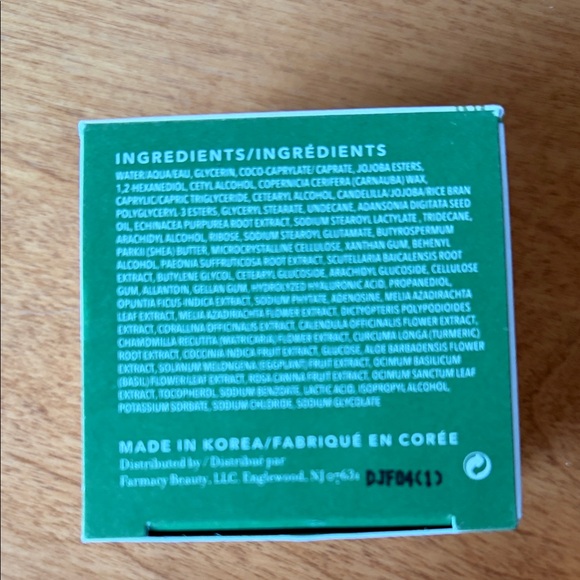 INGREDIENTS/INGRÉDIENTS
WATER/AQUA/EAU, GLYCERIN, COCO-CAPRYLATE/ CAPRATE, JOJOBA ESTERS,
1,2-HEXANEDIOL, CETYL ALCOHOL, COPERNICIA CERIFERA (CARNAUBA) WAX,
CAPRYLIC/CAPRIC TRIGLYCERIDE, CETEARYL ALCOHOL, CANDELILLA/JOJOBA/RICE BRAN
POLYGLYCERYL-3 ESTERS, GLYCERYL STEARATE, UNDECANE, ADANSONIA DIGITATA SEED
OIL, ECHINACEA PURPUREA ROOT EXTRACT, SODIUM STEAROYL LACTYLATE , TRIDECANE,
ARACHIDYL ALCOHOL, RIBOSE, SODIUM STEAROYL GLUTAMATE, BUTYROSPERMUM
PARKII (SHEA) BUTTER, MICROCRYSTALLINE CELLULOSE, XANTHAN GUM, BEHENYL
ALCOHOL, PAEONIA SUFFRUTICOSA ROOT EXTRACT, SCUTELLARIA BAICALENSIS ROOT
EXTRACT, BUTYLENE GLYCOL, CETEARYL GLUCOSIDE, ARACHIDYL GLUCOSIDE, CELLULOSE
GUM, ALLANTOIN, GELLAN GUM, HYDROLYZED HYALURONIC ACID, PROPANEDIOL,
OPUNTIA FICUS-INDICA EXTRACT, SODIUM PHYTATE, ADENOSINE, MELIA AZADIRACHTA
LEAF EXTRACT, MELIA AZADIRACHTA FLOWER EXTRACT, DICTYOPTERIS POLYPODIOIDES
EXTRACT, CORALLINA OFFICINALIS EXTRACT, CALENDULA OFFICINALIS FLOWER EXTRACT,
CHAMOMILLA RECUTITA (MATRICARIA) FLOWER EXTRACT, CURCUMA LONGA (TURMERIC)
ROOT EXTRACT, COCCINIA INDICA FRUIT EXTRACT, GLUCOSE, ALOE BARBADENSIS FLOWER
EXTRACT, SOLANUM MELONGENA (EGGPLANT) FRUIT EXTRACT, OCIMUM BASILICUM
(BASIL) FLOWER/LEAF EXTRACT, ROSA CANINA FRUIT EXTRACT, OCIMUM SANCTUM LEAF
EXTRACT, TOCOPHEROL, SODIUM BENZOATE, LACTIC ACID, ISOPROPYL ALCOHOL,
POTASSIUM SORBATE, SODIUM CHLORIDE, SODIUM GLYCOLATE
MADE IN KOREA/FABRIQUÉ EN CORÉE
Distributed by / Distribué par
Farmacy Beauty, LLC Englewood, NJ 07631 DJF04(1)